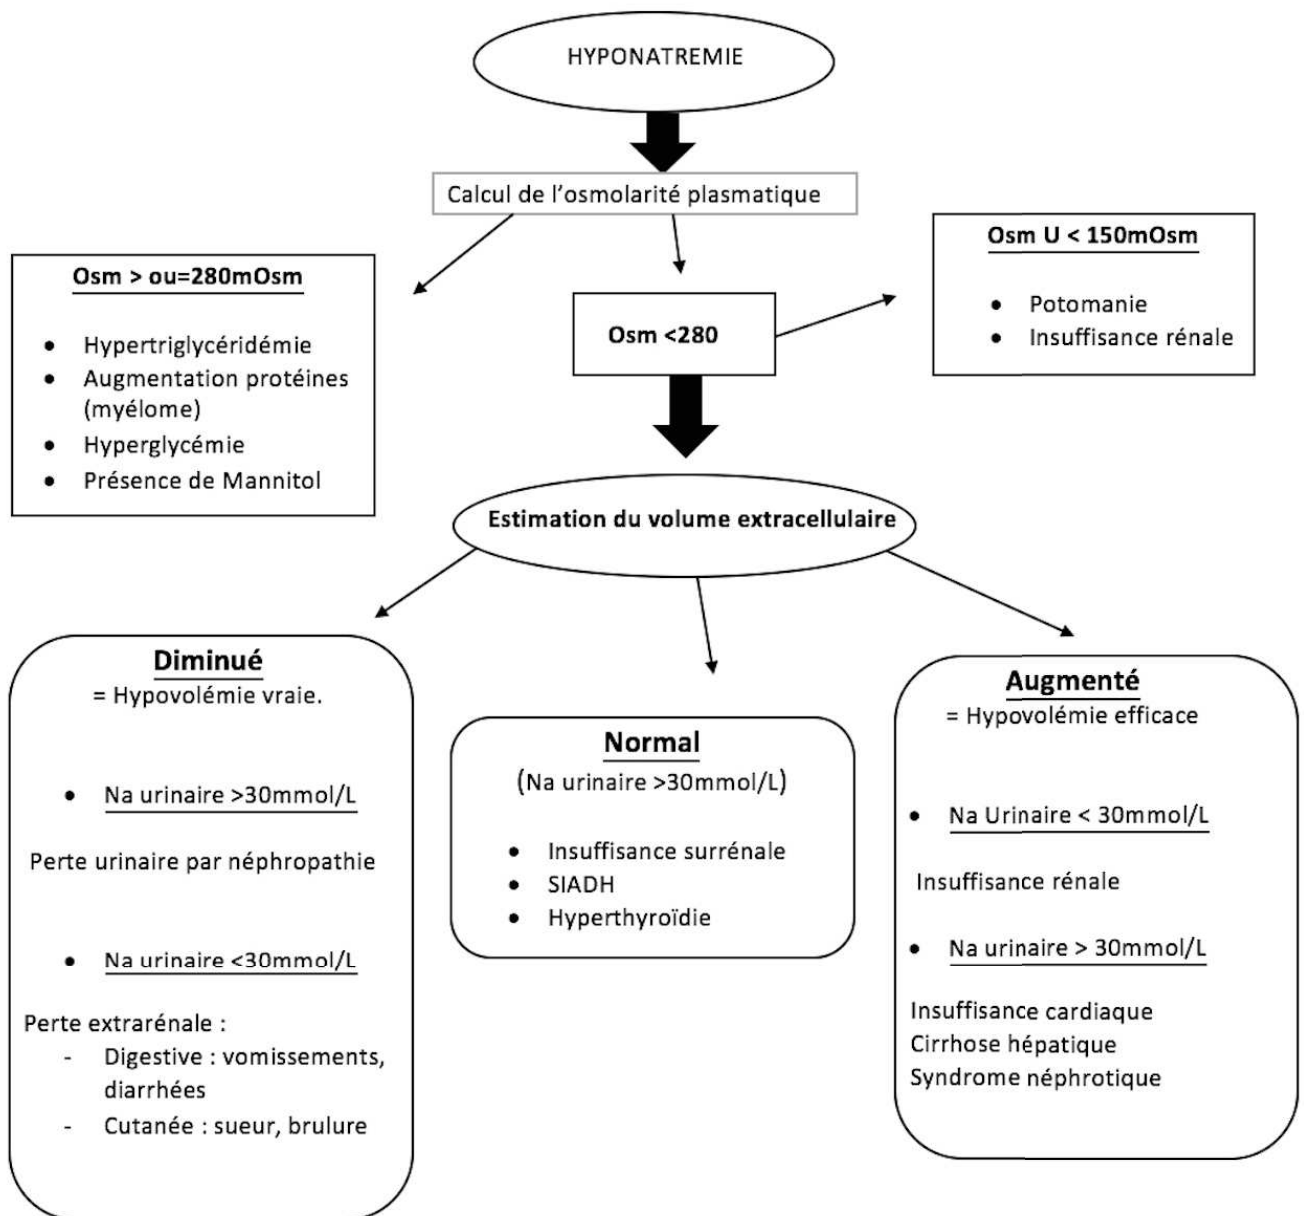 HYPONATREMIE
Calcul de l'osmolarité plasmatique
Osm > ou=280mOsm
• Hypertriglycéridémie
• Augmentation protéines
(myélome)
• Hyperglycémie
• Présence de Mannitol
Osm <280
Osm U < 150mOsm
• Potomanie
• Insuffisance rénale
Estimation du volume extracellulaire
Diminué
= Hypovolémie vraie.
• Na urinaire >30mmol/L
Perte urinaire par néphropathie
• Na urinaire <30mmol/L
Perte extrarénale :
- Digestive : vomissements,
diarrhées
- Cutanée : sueur, brulure
Normal
(Na urinaire >30mmol/L)
• Insuffisance surrénale
• SIADH
• Hyperthyroïdie
Augmenté
= Hypovolémie efficace
• Na Urinaire < 30mmol/L
Insuffisance rénale
• Na urinaire > 30mmol/L
Insuffisance cardiaque
Cirrhose hépatique
Syndrome néphrotique